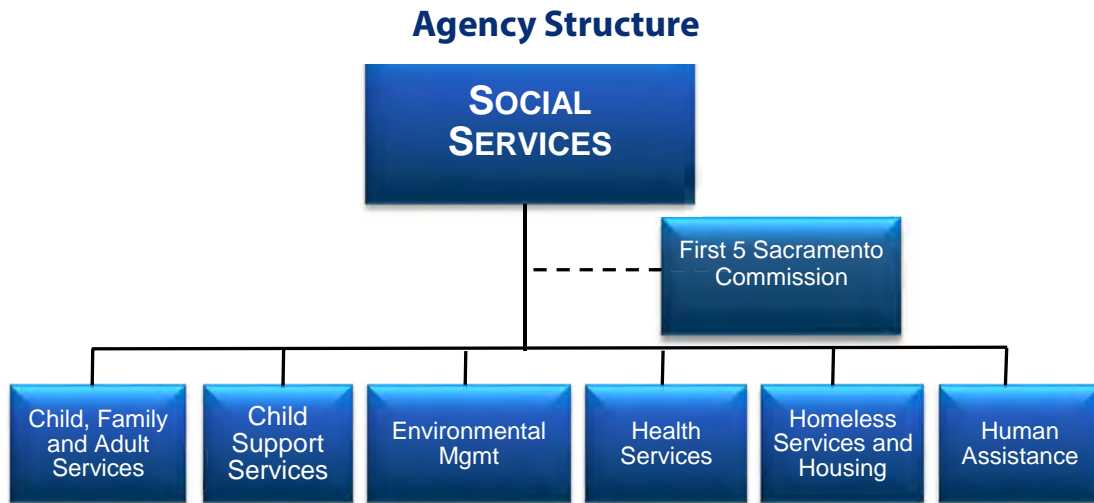 Agency Structure
SOCIAL
SERVICES
First 5 Sacramento
Commission
Child, Family
and Adult
Services
Child
Support
Services
Environmental
Mgmt
Health
Services
Homeless
Services and
Housing
Human
Assistance